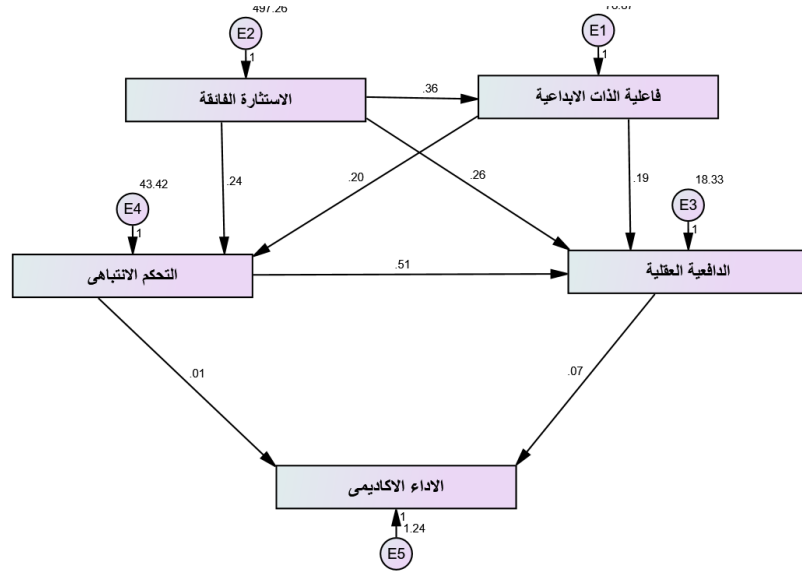 497.26
E2
E1
1
1
الاستثارة الفائقة
.36
فاعلية الذات الابداعية
.24
.20
.26
.19
43.42
E4
1
18.33
E3
1
التحكم الانتباهى
.51
الدافعية العقلية
.01
.07
الاداء الاكاديمى
1
1.24
E5